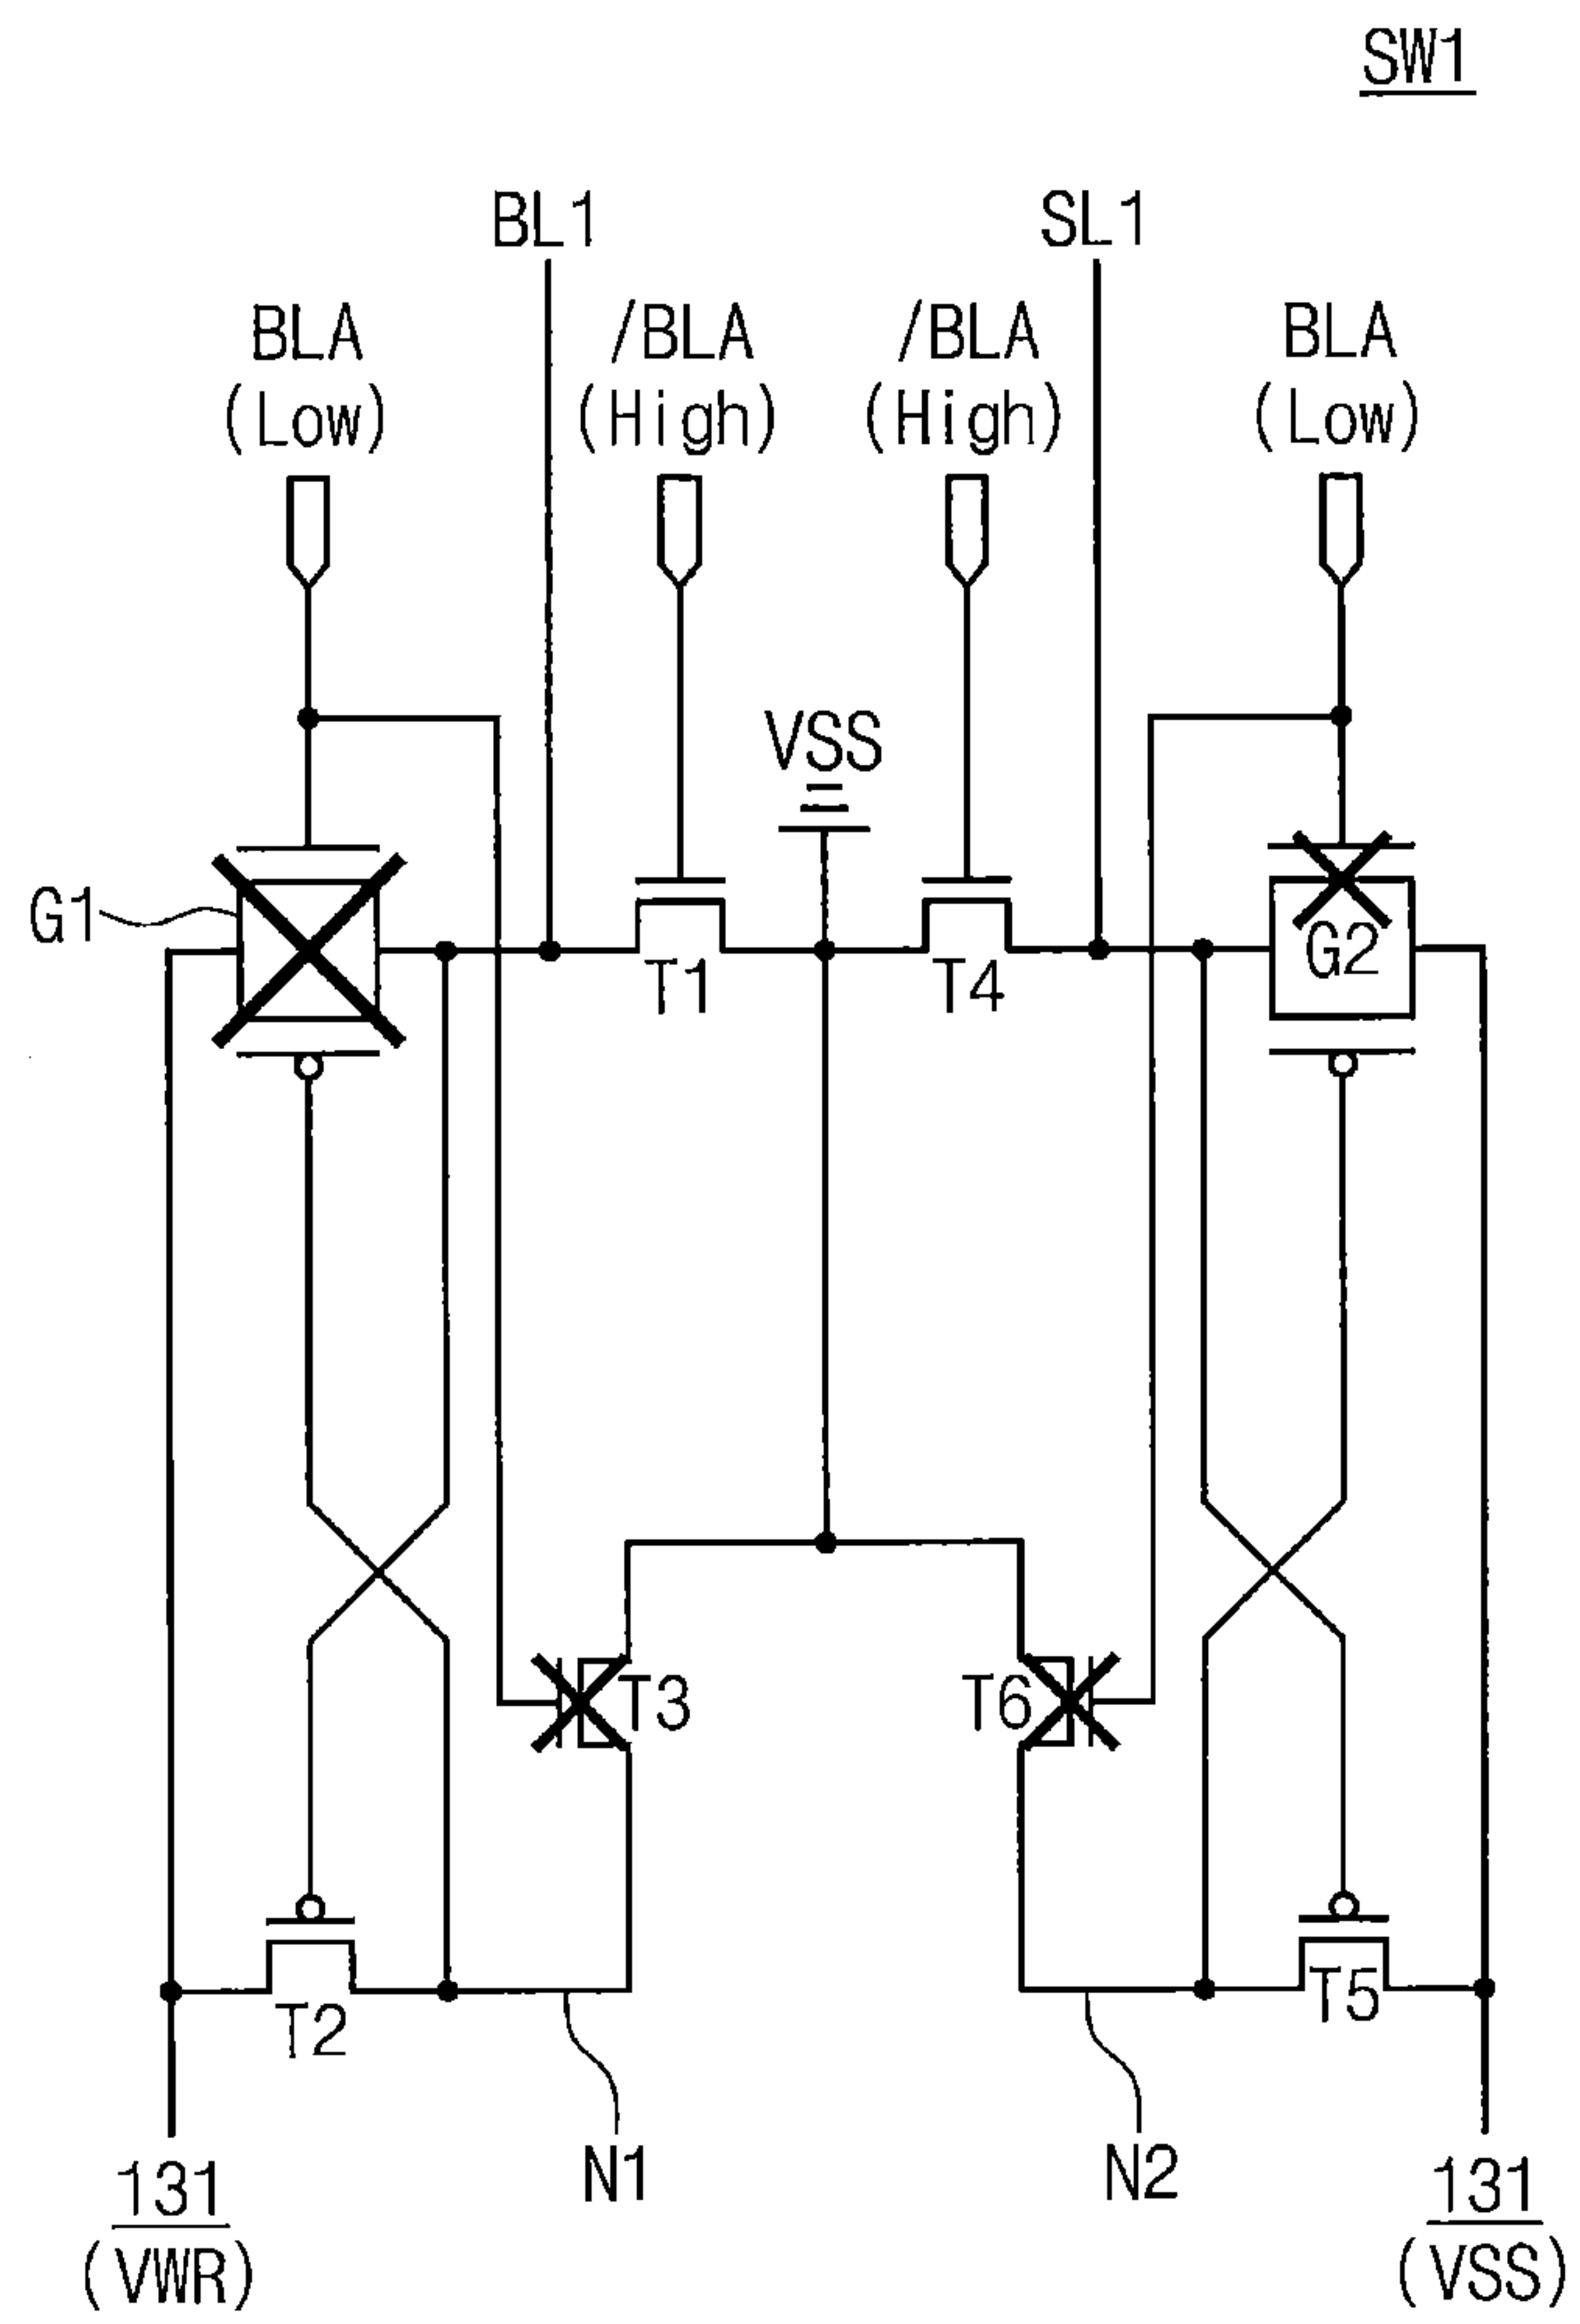 SW1
BL1 SL1
BLA /BLA /BLA BLA
(Low) (High) (High) (Low)
VSS
G1
G2
T1 T4
T3 T6
T2 T5
N1 N2
131 131
(VWR) (VSS)